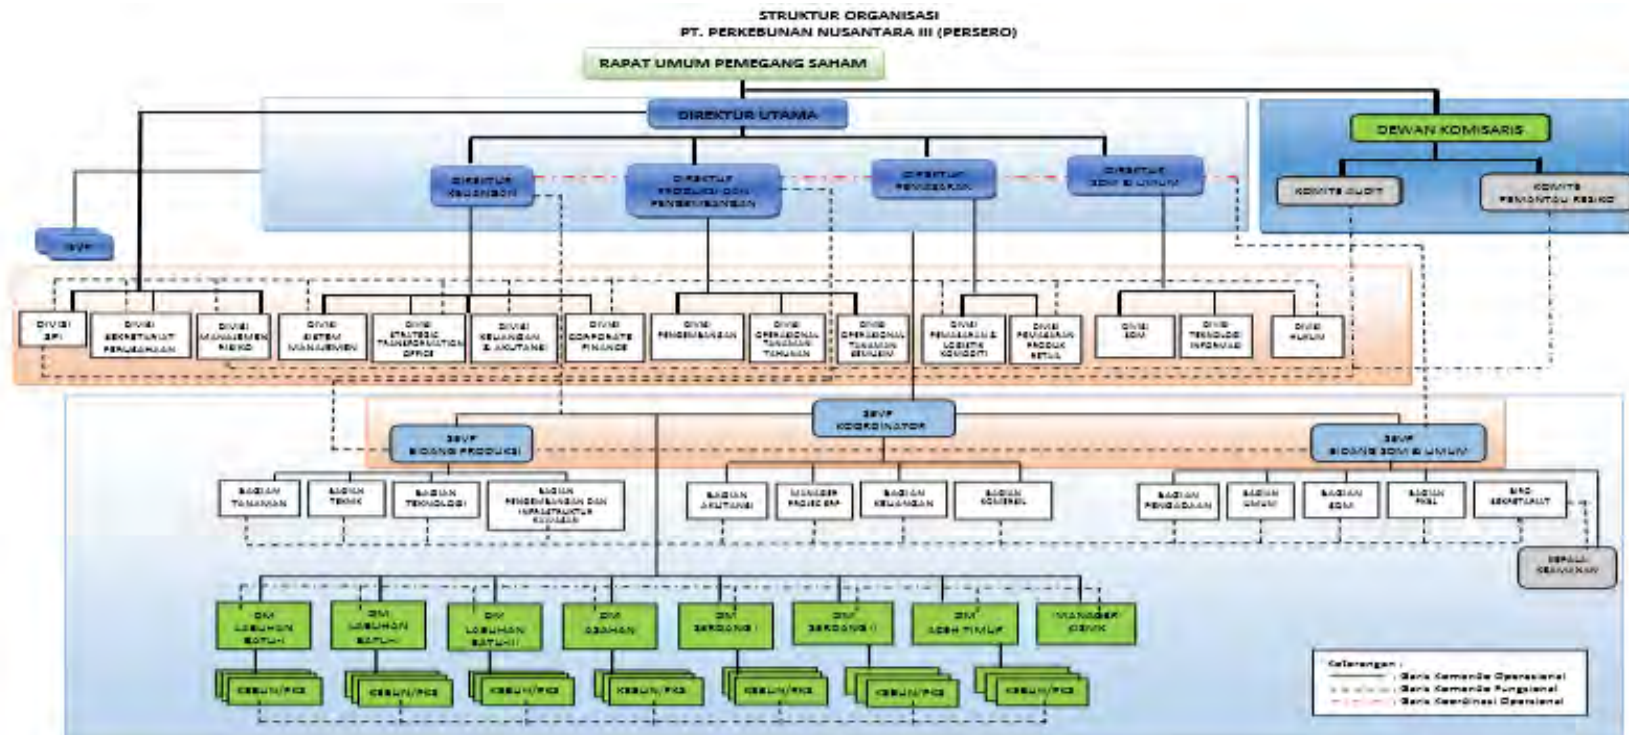 STRUKTUR ORGANISASI
PT. PERKEBUNAN NUSANTARA III (PERSERO)
RAPAT UMUM PEMEGANG SAHAM
DIREKTUR UTAMA
DEWAN KOMISARIS
DIREKTUR
KEUANGAN
DIREKTUR
PRODUKSI DAN
PENGEMBANGAN
DIREKTUR
PEMASARAN
DIREKTUR
SDM & UMUM
KOMITE AUDIT
KOMITE
PEMANTAU RESIKO
DIVISI
SPI
DIVISI
SEKRETARIAT
PERUSAHAAN
DIVISI
MANAJEMEN
RISIKO
DIVISI
SISTEM
MANAJEMEN
DIVISI
STRATEGIC
TRANSFORMATION
OFFICE
DIVISI
KEUANGAN
& AKUTANSI
DIVISI
CORPORATE
FINANCE
DIVISI
PENGEMBANGAN
DIVISI
OPERASIONAL
TANAMAN
TAHUNAN
DIVISI
OPERASIONAL
TANAMAN
SEMUSIM
DIVISI
PEMASARAN &
LOGISTIK
KOMODITI
DIVISI
PEMASARAN
PRODUK
RETAIL
DIVISI
SDM
DIVISI
TEKNOLOGI
INFORMASI
DIVISI
HUKUM
SEVP
KOORDINATOR
SEVP
BIDANG PRODUKSI
SEVP
BIDANG SDM & UMUM
BAGIAN
TANAMAN
BAGIAN
TEKNIK
BAGIAN
TEKNOLOGI
BAGIAN
PENGEMBANGAN DAN
INFRASTRUKTUR
KAWASAN
BAGIAN
AKUTANSI
MANAGER
PROJEC ERP
BAGIAN
KEUANGAN
BAGIAN
KOMERSIL
BAGIAN
PENGADAAN
BAGIAN
UMUM
BAGIAN
SDM
BAGIAN
PKBL
SEKRETARIAT
KEPALA
KEAMANAN
DM
LABUHAN
BATU-I
DM
LABUHAN
DM
LABUHAN
BATU-III
DM
ASAHAN
DM
SERDANG I
DM
SERDANG II
DM
ACEH TIMUR
MANAGER
KEBUN/PKS
KEBUN/PKS
KEBUN/PKS
KEBUN/PKS
KEBUN/PKS
KEBUN/PKS
KEBUN/PKS
Keterangan :
: Garis Komando Operasional
: Garis Komando Fungsional
: Garis Koordinasi Operasional